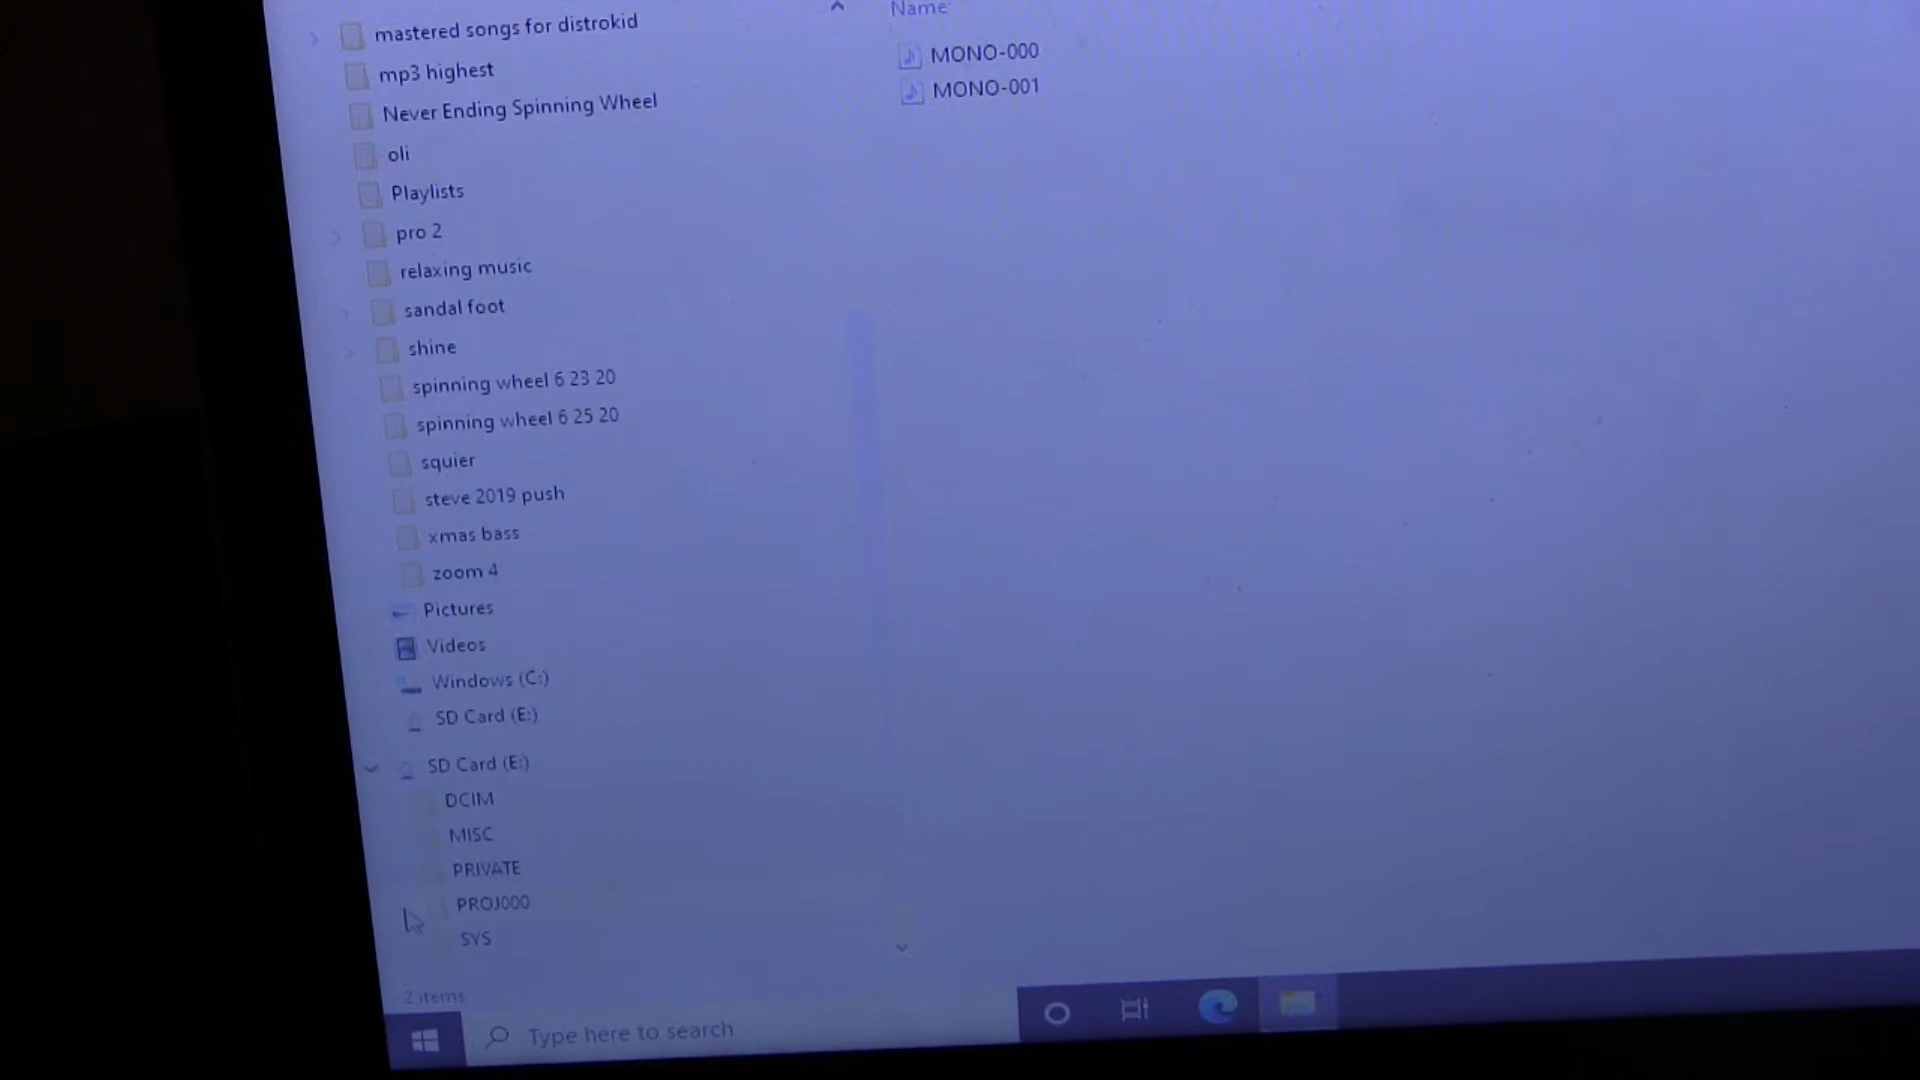 mastered songs for distrokid
mp3 highest
Never Ending Spinning Wheel
oli
Playlists
pro 2
relaxing music
sandal foot
shine
spinning wheel 6 23 20
spinning wheel 6 25 20
squier
steve 2019 push
xmas bass
zoom 4
Pictures
Videos
Windows (C:)
SD Card (E:)
SD Card (E:)
DCIM
MISC
PRIVATE
PROJ000
SYS
2 items
Name
MONO-000
MONO-001
Type here to search